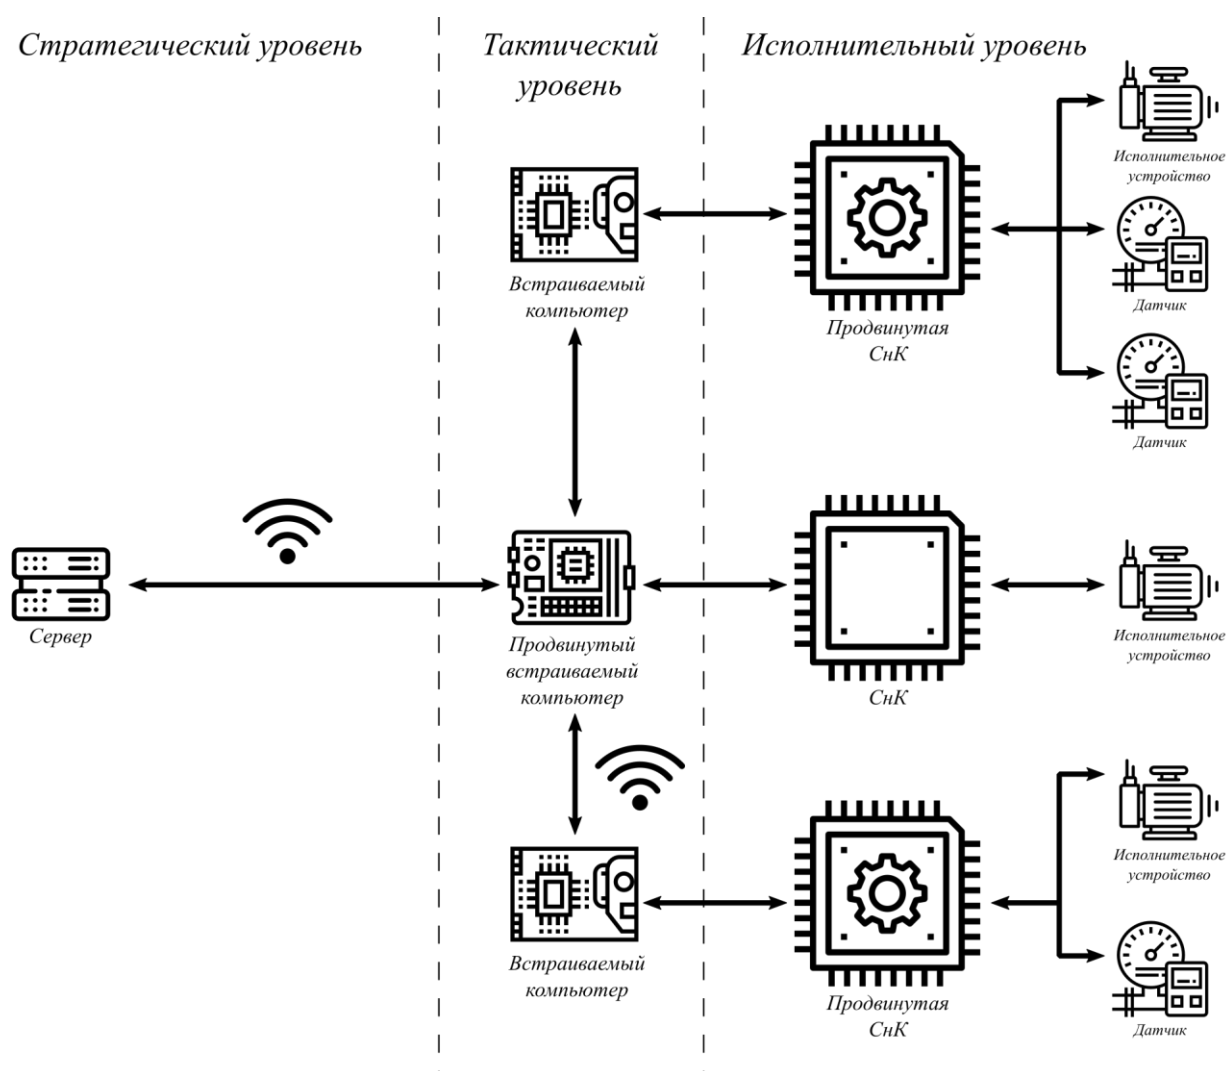 Стратегический уровень
Тактический
уровень
Исполнительный уровень
Исполнительное
устройство
Датчик
Датчик
Встраиваемый
компьютер
Продвинутая
СнК
Сервер
Продвинутый
встраиваемый
компьютер
СнК
Исполнительное
устройство
Встраиваемый
компьютер
Продвинутая
СнК
Исполнительное
устройство
Датчик